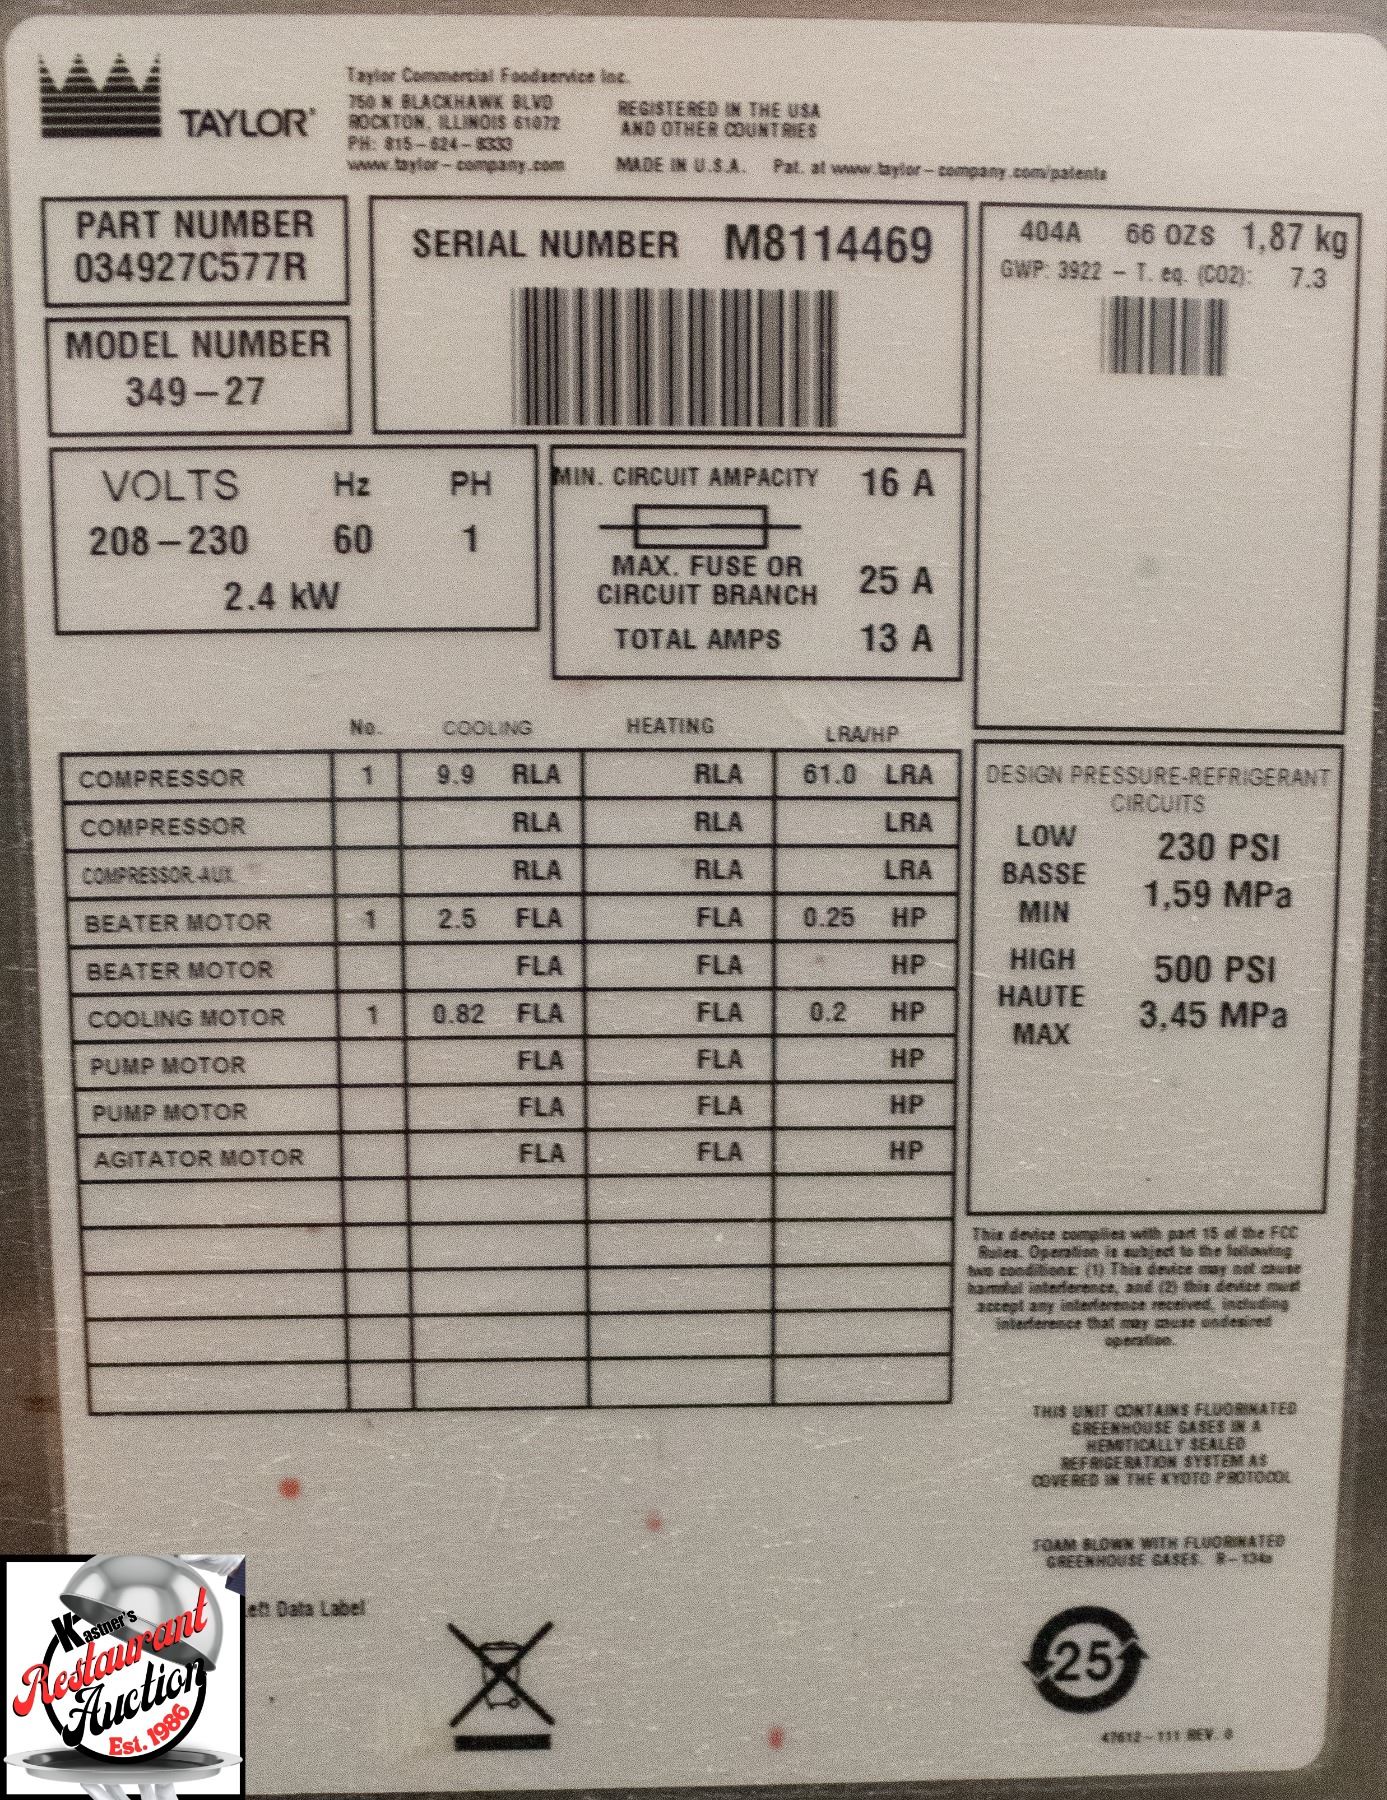 TAYLOR
Taylor Commercial Foodservice Inc.
750 N BLACKHAWK BLVD
ROCKTON, ILLINOIS 61072
PH: 815-624-8333
www.taylor-company.com
REGISTERED IN THE USA
AND OTHER COUNTRIES
MADE IN U.S.A. Pat. at www.taylor-company.com/patents
PART NUMBER
034927C577R
MODEL NUMBER
349-27
SERIAL NUMBER M8114469
404A 66 OZS 1,87 kg
GWP: 3922 - T. eq. (CO2): 7.3
VOLTS Hz PH
208-230 60 1
2.4 kW
MIN. CIRCUIT AMPACITY 16 A
MAX. FUSE OR
CIRCUIT BRANCH 25 A
TOTAL AMPS 13 A
No. COOLING HEATING LRA/HP
COMPRESSOR 1 9.9 RLA RLA 61.0 LRA
COMPRESSOR RLA RLA LRA
COMPRESSOR-AUX. RLA RLA LRA
BEATER MOTOR 1 2.5 FLA FLA 0.25 HP
BEATER MOTOR FLA FLA HP
COOLING MOTOR 1 0.82 FLA FLA 0.2 HP
PUMP MOTOR FLA FLA HP
PUMP MOTOR FLA FLA HP
AGITATOR MOTOR FLA FLA HP
DESIGN PRESSURE-REFRIGERANT
CIRCUITS
LOW 230 PSI
BASSE 1,59 MPa
MIN
HIGH 500 PSI
HAUTE 3,45 MPa
MAX
This device complies with part 15 of the FCC
Rules. Operation is subject to the following
two conditions: (1) This device may not cause
harmful interference, and (2) this device must
accept any interference received, including
interference that may cause undesired
operation.
THIS UNIT CONTAINS FLUORINATED
GREENHOUSE GASES IN A
HEMITICALLY SEALED
REFRIGERATION SYSTEM AS
COVERED IN THE KYOTO PROTOCOL
FOAM BLOWN WITH FLUORINATED
GREENHOUSE GASES. R-134a
Left Data Label
25
47612-111 REV. 0
Kastner's
Restaurant
Auction
Est. 1986